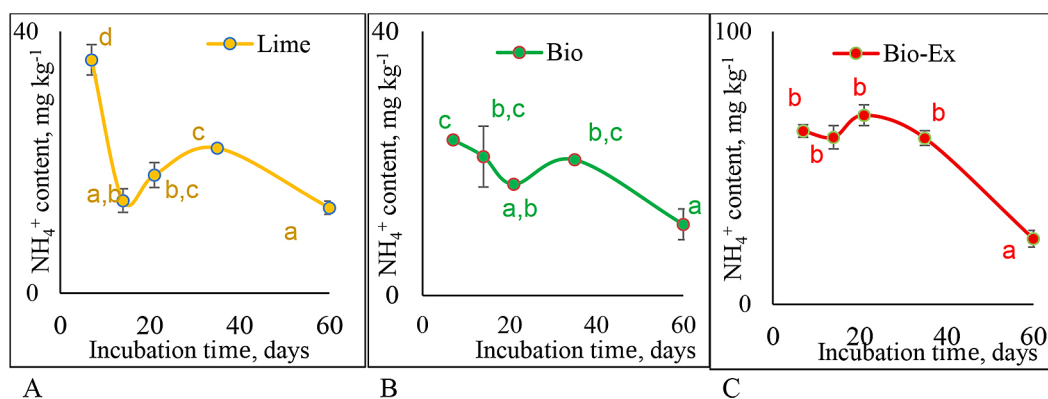 40
d
Lime
a,b
b,c
c
a
0
0
20
40
60
NH₄⁺ content, mg kg⁻¹
Incubation time, days
A
40
Bio
c
b,c
a,b
b,c
a
0
0
20
40
60
NH₄⁺ content, mg kg⁻¹
Incubation time, days
B
100
Bio-Ex
b
b
b
b
a
0
0
20
40
60
NH₄⁺ content, mg kg⁻¹
Incubation time, days
C